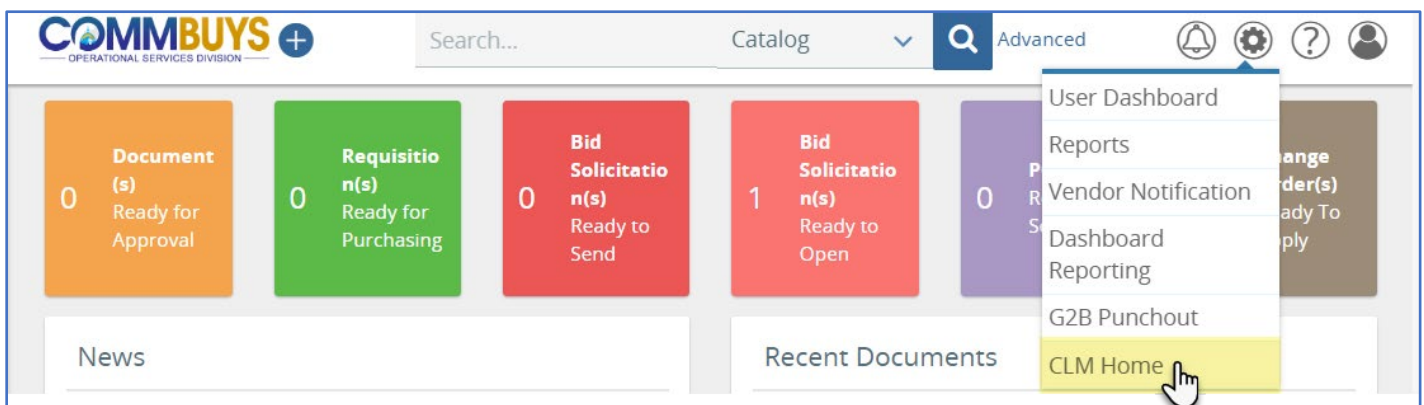 COMMBUYS
OPERATIONAL SERVICES DIVISION
Search...
Catalog
Advanced
0
Document
(s)
Ready for
Approval
0
Requisitio
n(s)
Ready for
Purchasing
0
Bid
Solicitatio
n(s)
Ready to
Send
1
Bid
Solicitatio
n(s)
Ready to
Open
0
User Dashboard
Reports
Vendor Notification
Dashboard
Reporting
G2B Punchout
CLM Home
News
Recent Documents